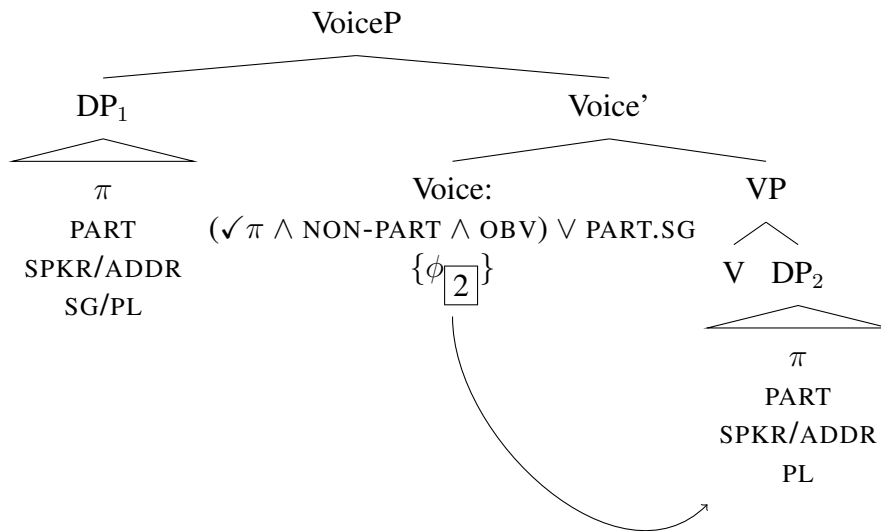 VoiceP
DP₁ Voice’
π Voice: VP
PART (✓π ∧ NON-PART ∧ OBV) ∨ PART.SG
SPKR/ADDR {ϕ 2 } V DP₂
SG/PL
π
PART
SPKR/ADDR
PL